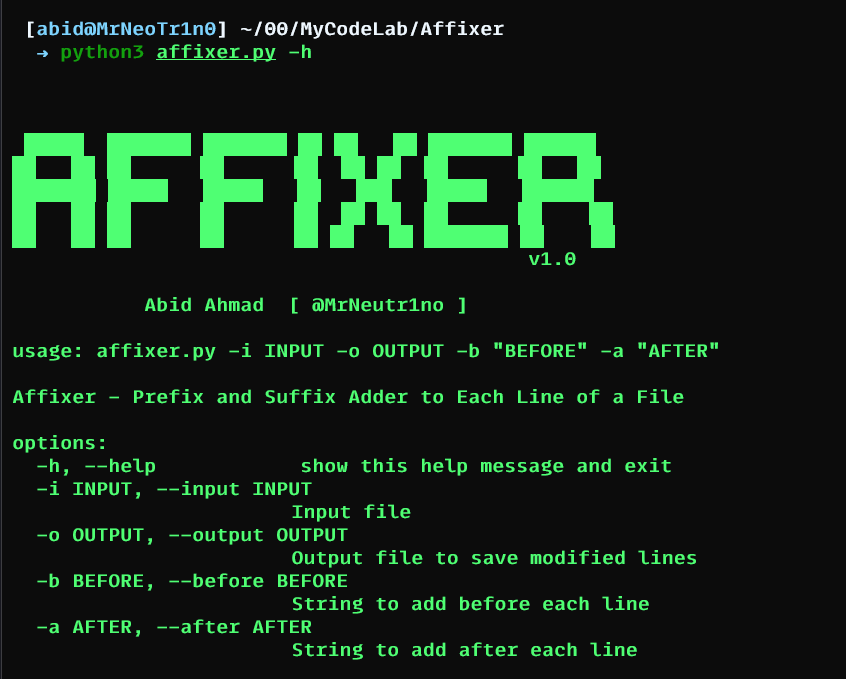 [abid@MrNeoTr1n0] ~/00/MyCodeLab/Affixer
→ python3 affixer.py -h
AFFIXER
v1.0
Abid Ahmad [ @MrNeutr1no ]
usage: affixer.py -i INPUT -o OUTPUT -b "BEFORE" -a "AFTER"
Affixer - Prefix and Suffix Adder to Each Line of a File
options:
-h, --help show this help message and exit
-i INPUT, --input INPUT
Input file
-o OUTPUT, --output OUTPUT
Output file to save modified lines
-b BEFORE, --before BEFORE
String to add before each line
-a AFTER, --after AFTER
String to add after each line